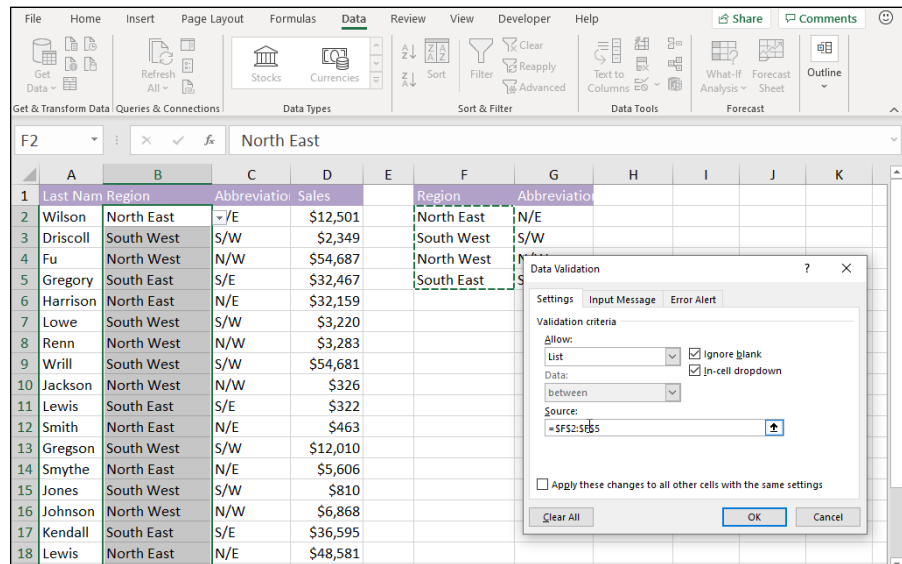 File Home Insert Page Layout Formulas Data Review View Developer Help Share Comments
Get Data Refresh All Stocks Currencies Sort Filter Clear Reapply Advanced Text to Columns What-If Analysis Forecast Sheet Outline
Get & Transform Data Queries & Connections Data Types Sort & Filter Data Tools Forecast
F2 fx North East
A B C D E F G H I J K
1 Last Nam Region Abbreviatio Sales Region Abbreviatio
2 Wilson North East /E $12,501 North East N/E
3 Driscoll South West S/W $2,349 South West S/W
4 Fu North West N/W $54,687 North West
5 Gregory South East S/E $32,467 South East S
6 Harrison North East N/E $32,159
7 Lowe South West S/W $3,220
8 Renn North West N/W $3,283
9 Wrill South West S/W $54,681
10 Jackson North West N/W $326
11 Lewis South East S/E $322
12 Smith North East N/E $463
13 Gregson South West S/W $12,010
14 Smythe North East N/E $5,606
15 Jones South West S/W $810
16 Johnson North West N/W $6,868
17 Kendall South East S/E $36,595
18 Lewis North East N/E $48,581
Data Validation ? X
Settings Input Message Error Alert
Validation criteria
Allow:
List Ignore blank
In-cell dropdown
Data:
between
Source:
=$F$2:$F$5
Apply these changes to all other cells with the same settings
Clear All OK Cancel